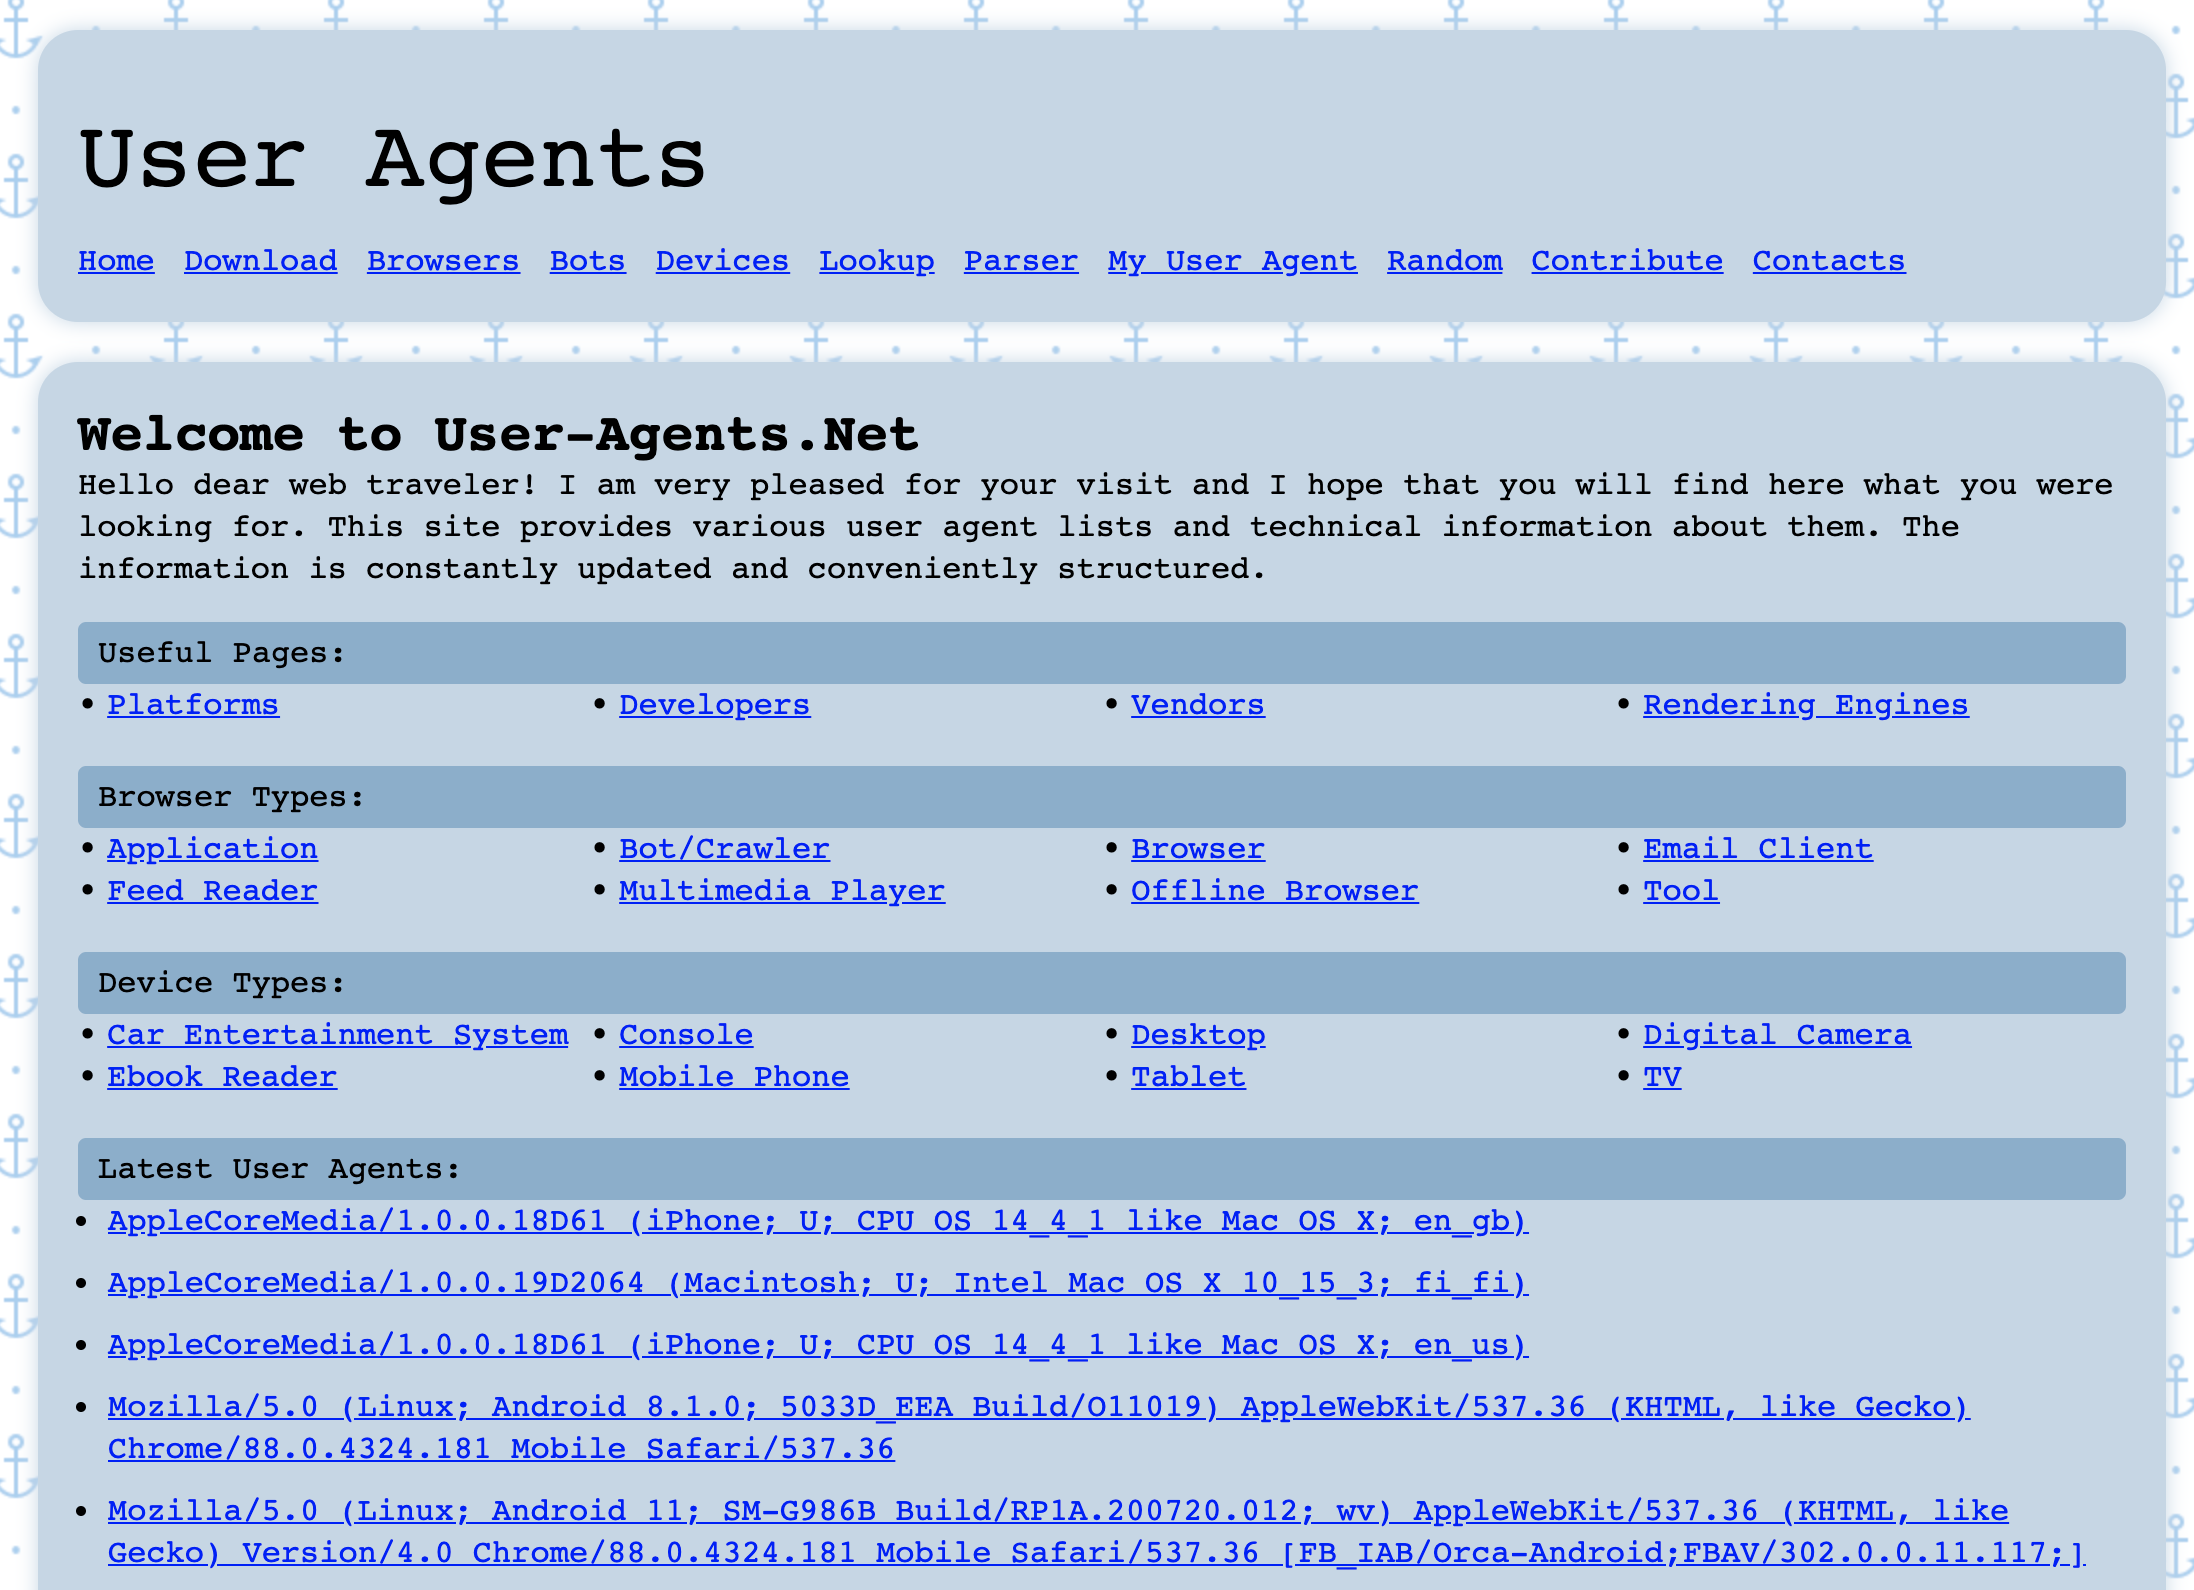 User Agents
Home Download Browsers Bots Devices Lookup Parser My User Agent Random Contribute Contacts
Welcome to User-Agents.Net
Hello dear web traveler! I am very pleased for your visit and I hope that you will find here what you were
looking for. This site provides various user agent lists and technical information about them. The
information is constantly updated and conveniently structured.
Useful Pages:
• Platforms • Developers • Vendors • Rendering Engines
Browser Types:
• Application • Bot/Crawler • Browser • Email Client
• Feed Reader • Multimedia Player • Offline Browser • Tool
Device Types:
• Car Entertainment System • Console • Desktop • Digital Camera
• Ebook Reader • Mobile Phone • Tablet • TV
Latest User Agents:
• AppleCoreMedia/1.0.0.18D61 (iPhone; U; CPU OS 14_4_1 like Mac OS X; en_gb)
• AppleCoreMedia/1.0.0.19D2064 (Macintosh; U; Intel Mac OS X 10_15_3; fi_fi)
• AppleCoreMedia/1.0.0.18D61 (iPhone; U; CPU OS 14_4_1 like Mac OS X; en_us)
• Mozilla/5.0 (Linux; Android 8.1.0; 5033D_EEA Build/O11019) AppleWebKit/537.36 (KHTML, like Gecko)
Chrome/88.0.4324.181 Mobile Safari/537.36
• Mozilla/5.0 (Linux; Android 11; SM-G986B Build/RP1A.200720.012; wv) AppleWebKit/537.36 (KHTML, like
Gecko) Version/4.0 Chrome/88.0.4324.181 Mobile Safari/537.36 [FB_IAB/Orca-Android;FBAV/302.0.0.11.117;]